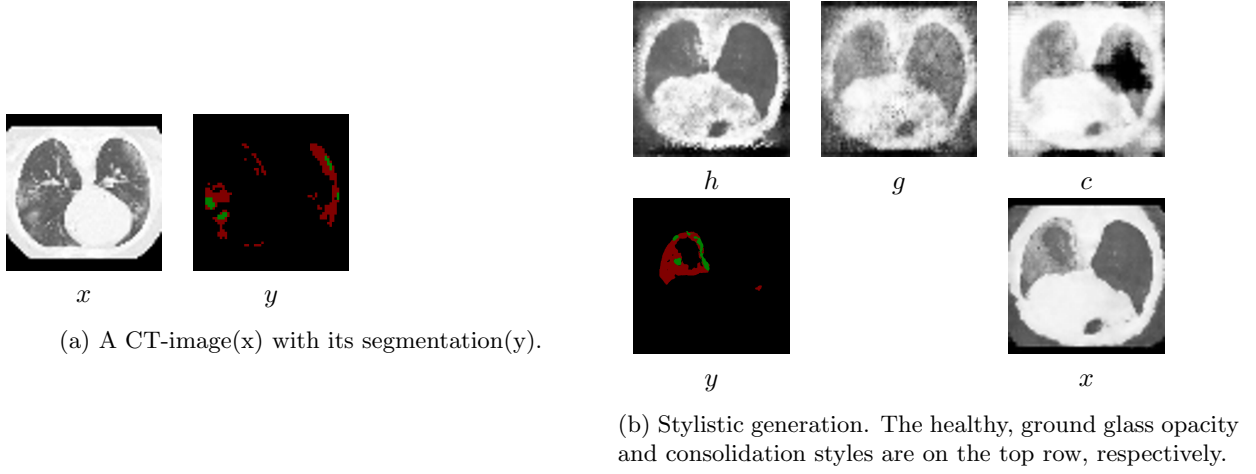 h
g
c
x
y
(a) A CT-image(x) with its segmentation(y).
y
x
(b) Stylistic generation. The healthy, ground glass opacity
and consolidation styles are on the top row, respectively.